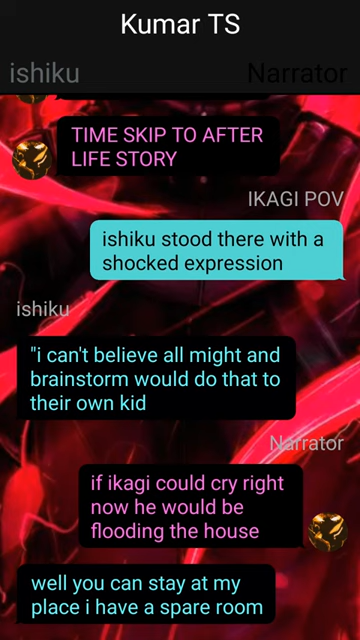 Kumar TS
ishiku
Narrator
TIME SKIP TO AFTER
LIFE STORY
IKAGI POV
ishiku stood there with a
shocked expression
ishiku
"i can't believe all might and
brainstorm would do that to
their own kid
Narrator
if ikagi could cry right
now he would be
flooding the house
well you can stay at my
place i have a spare room